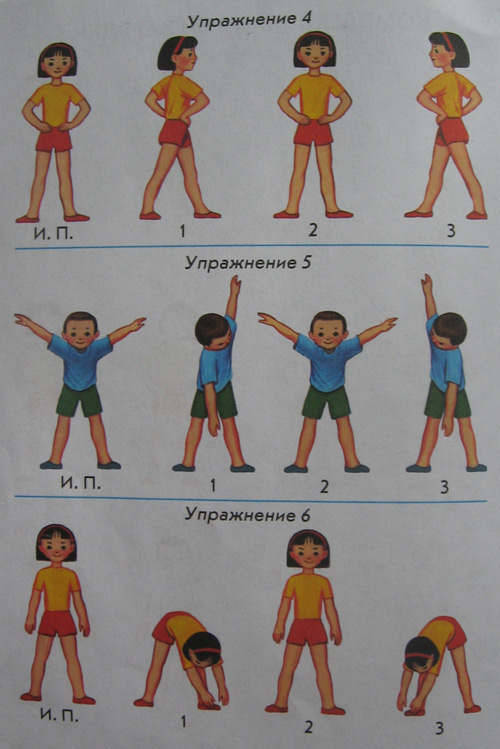 Упражнение 4
И. П. 1 2 3
Упражнение 5
И. П. 1 2 3
Упражнение 6
И. П. 1 2 3